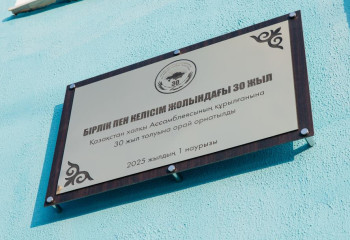 30
БІРЛІК ПЕН КЕЛІСІМ ЖОЛЫНДАҒЫ 30 ЖЫЛ
Қазақстан халқы Ассамблеясының құрылғанына
30 жыл толуына орай орнатылды
2025 жылдың 1 наурызы